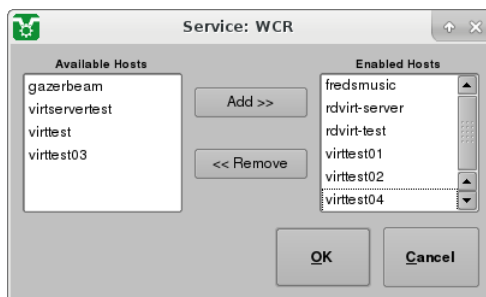 Service: WCR
Available Hosts
gazerbeam
virtservertest
virttest
virttest03
Add >>
<< Remove
Enabled Hosts
fredsmusic
rdvirt-server
rdvirt-test
virttest01
virttest02
virttest04
OK
Cancel